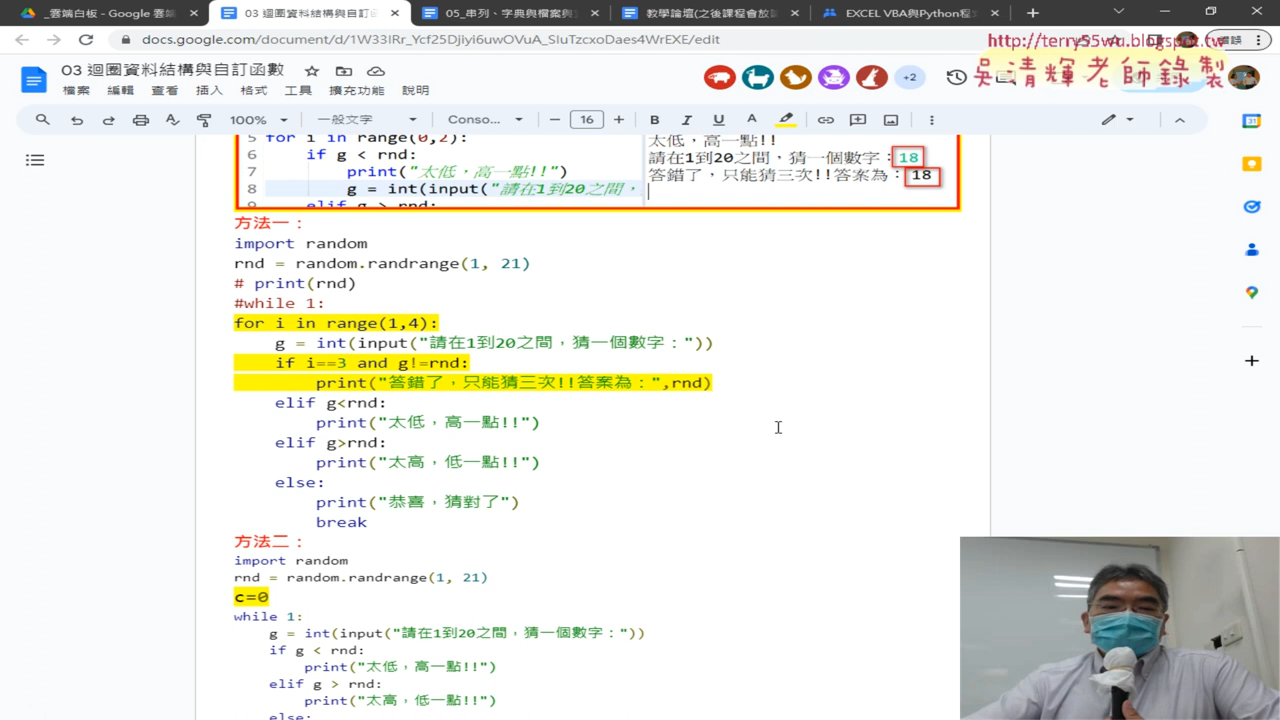 _雲端白板 - Google 雲端
03 迴圈資料結構與自訂函
05_串列、字典與檔案與
教學論壇(之後課程會放
EXCEL VBA與Python程
docs.google.com/document/d/1W33IRr_Ycf25Djiyi6uwOVuA_SIuTzcxoDaes4WrEXE/edit
http://terry55wu.blogspot.tw
吳清輝老師錄製
03 迴圈資料結構與自訂函數
+2
檔案 編輯 查看 插入 格式 工具 擴充功能 說明
100% 一般文字 Conso... 16 B I U A
5 for i in range(0,2):
6 if g < rnd:
7 print("太低，高一點!!")
8 g = int(input("請在1到20之間，
9 elif g > rnd:
太低，高一點!!
請在1到20之間，猜一個數字：18
答錯了，只能猜三次!!答案為：18
方法一：
import random
rnd = random.randrange(1, 21)
# print(rnd)
#while 1:
for i in range(1,4):
g = int(input("請在1到20之間，猜一個數字："))
if i==3 and g!=rnd:
print("答錯了，只能猜三次!!答案為：",rnd)
elif g<rnd:
print("太低，高一點!!")
elif g>rnd:
print("太高，低一點!!")
else:
print("恭喜，猜對了")
break
方法二：
import random
rnd = random.randrange(1, 21)
c=0
while 1:
g = int(input("請在1到20之間，猜一個數字："))
if g < rnd:
print("太低，高一點!!")
elif g > rnd:
print("太高，低一點!!")
else: